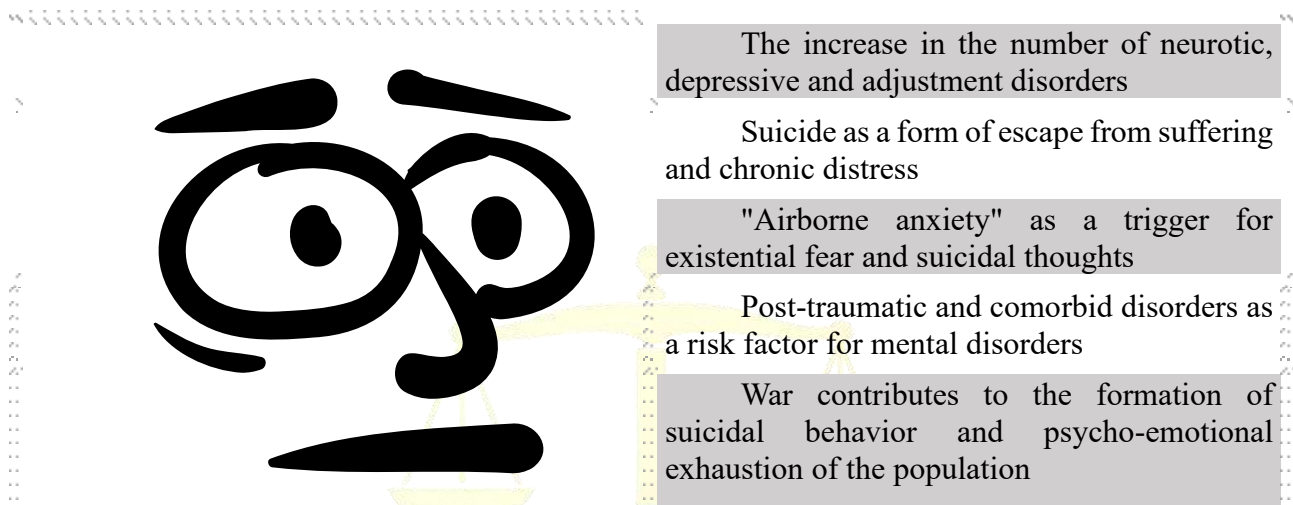 The increase in the number of neurotic,
depressive and adjustment disorders
Suicide as a form of escape from suffering
and chronic distress
"Airborne anxiety" as a trigger for
existential fear and suicidal thoughts
Post-traumatic and comorbid disorders as
a risk factor for mental disorders
War contributes to the formation of
suicidal behavior and psycho-emotional
exhaustion of the population